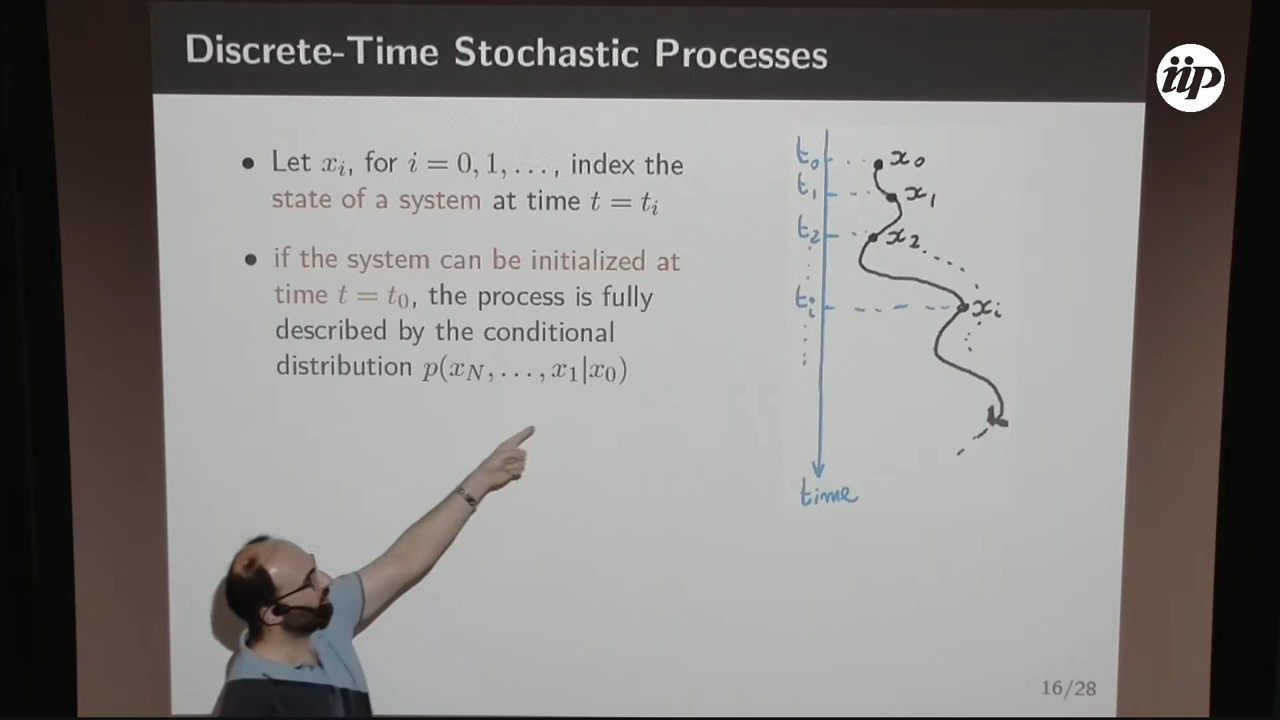 Discrete-Time Stochastic Processes
iip
• Let x_i, for i = 0, 1, . . . , index the
state of a system at time t = t_i
• if the system can be initialized at
time t = t_0, the process is fully
described by the conditional
distribution p(x_N, . . . , x_1|x_0)
t_0 x_0
t_1 x_1
t_2 x_2
t_i x_i
time
16/28